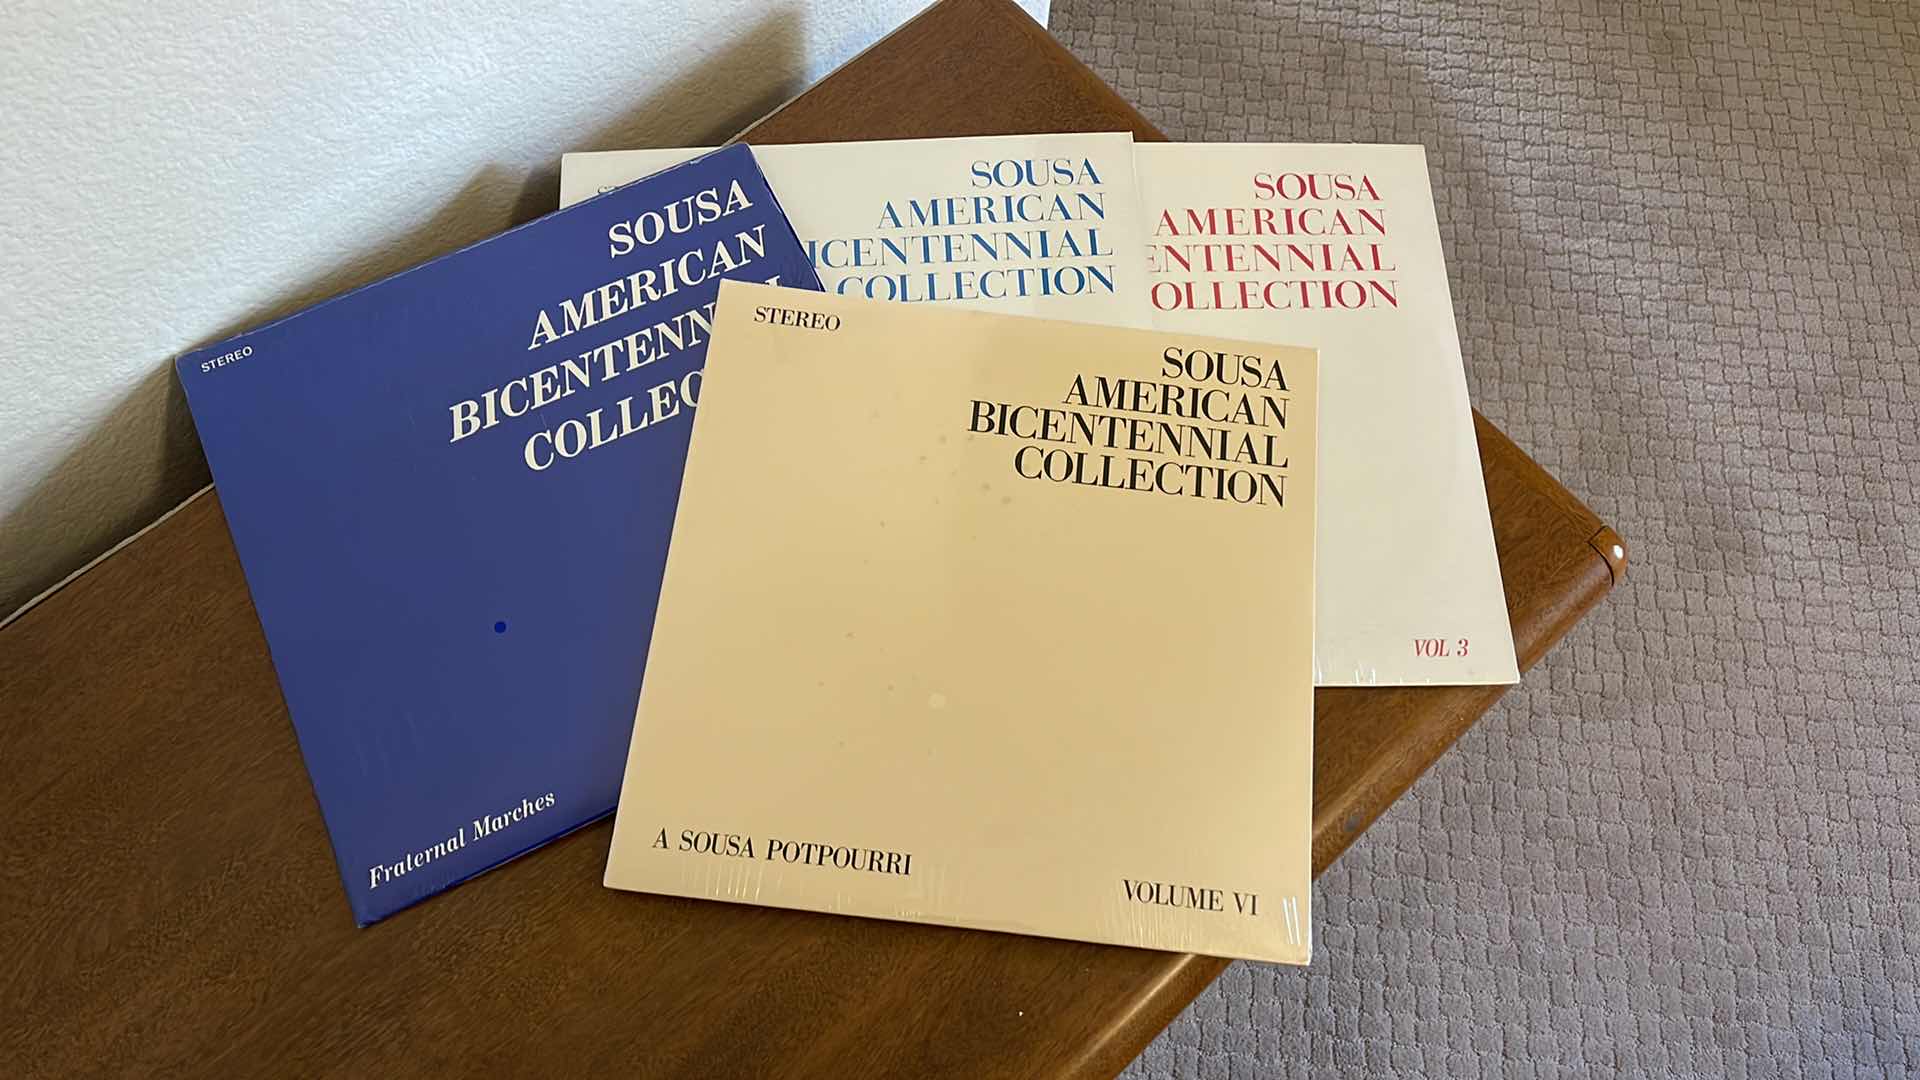 STEREO
SOUSA
AMERICAN
BICENTENNIAL
COLLECTION
A SOUSA POTPOURRI
VOLUME VI
STEREO
SOUSA
AMERICAN
COLLEC
Fraternal Marches
SOUSA
AMERICAN
ICENTENNIAL
COLLECTION
SOUSA
AMERICAN
ENTENNIAL
OLLECTION
VOL 3